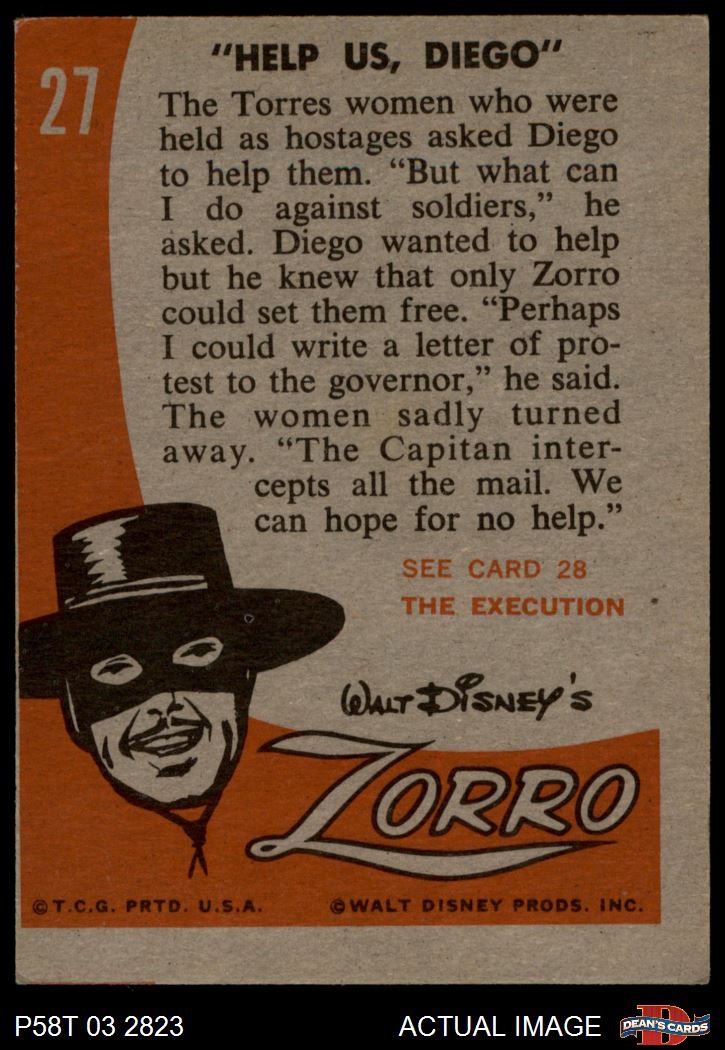 27
"HELP US, DIEGO"
The Torres women who were
held as hostages asked Diego
to help them. “But what can
I do against soldiers,” he
asked. Diego wanted to help
but he knew that only Zorro
could set them free. “Perhaps
I could write a letter of pro-
test to the governor,” he said.
The women sadly turned
away. “The Capitan inter-
cepts all the mail. We
can hope for no help.”
SEE CARD 28
THE EXECUTION
WALT DISNEY'S
ZORRO
©T.C.G. PRTD. U.S.A. ©WALT DISNEY PRODS. INC.
P58T 03 2823 ACTUAL IMAGE D DEAN'S CARDS